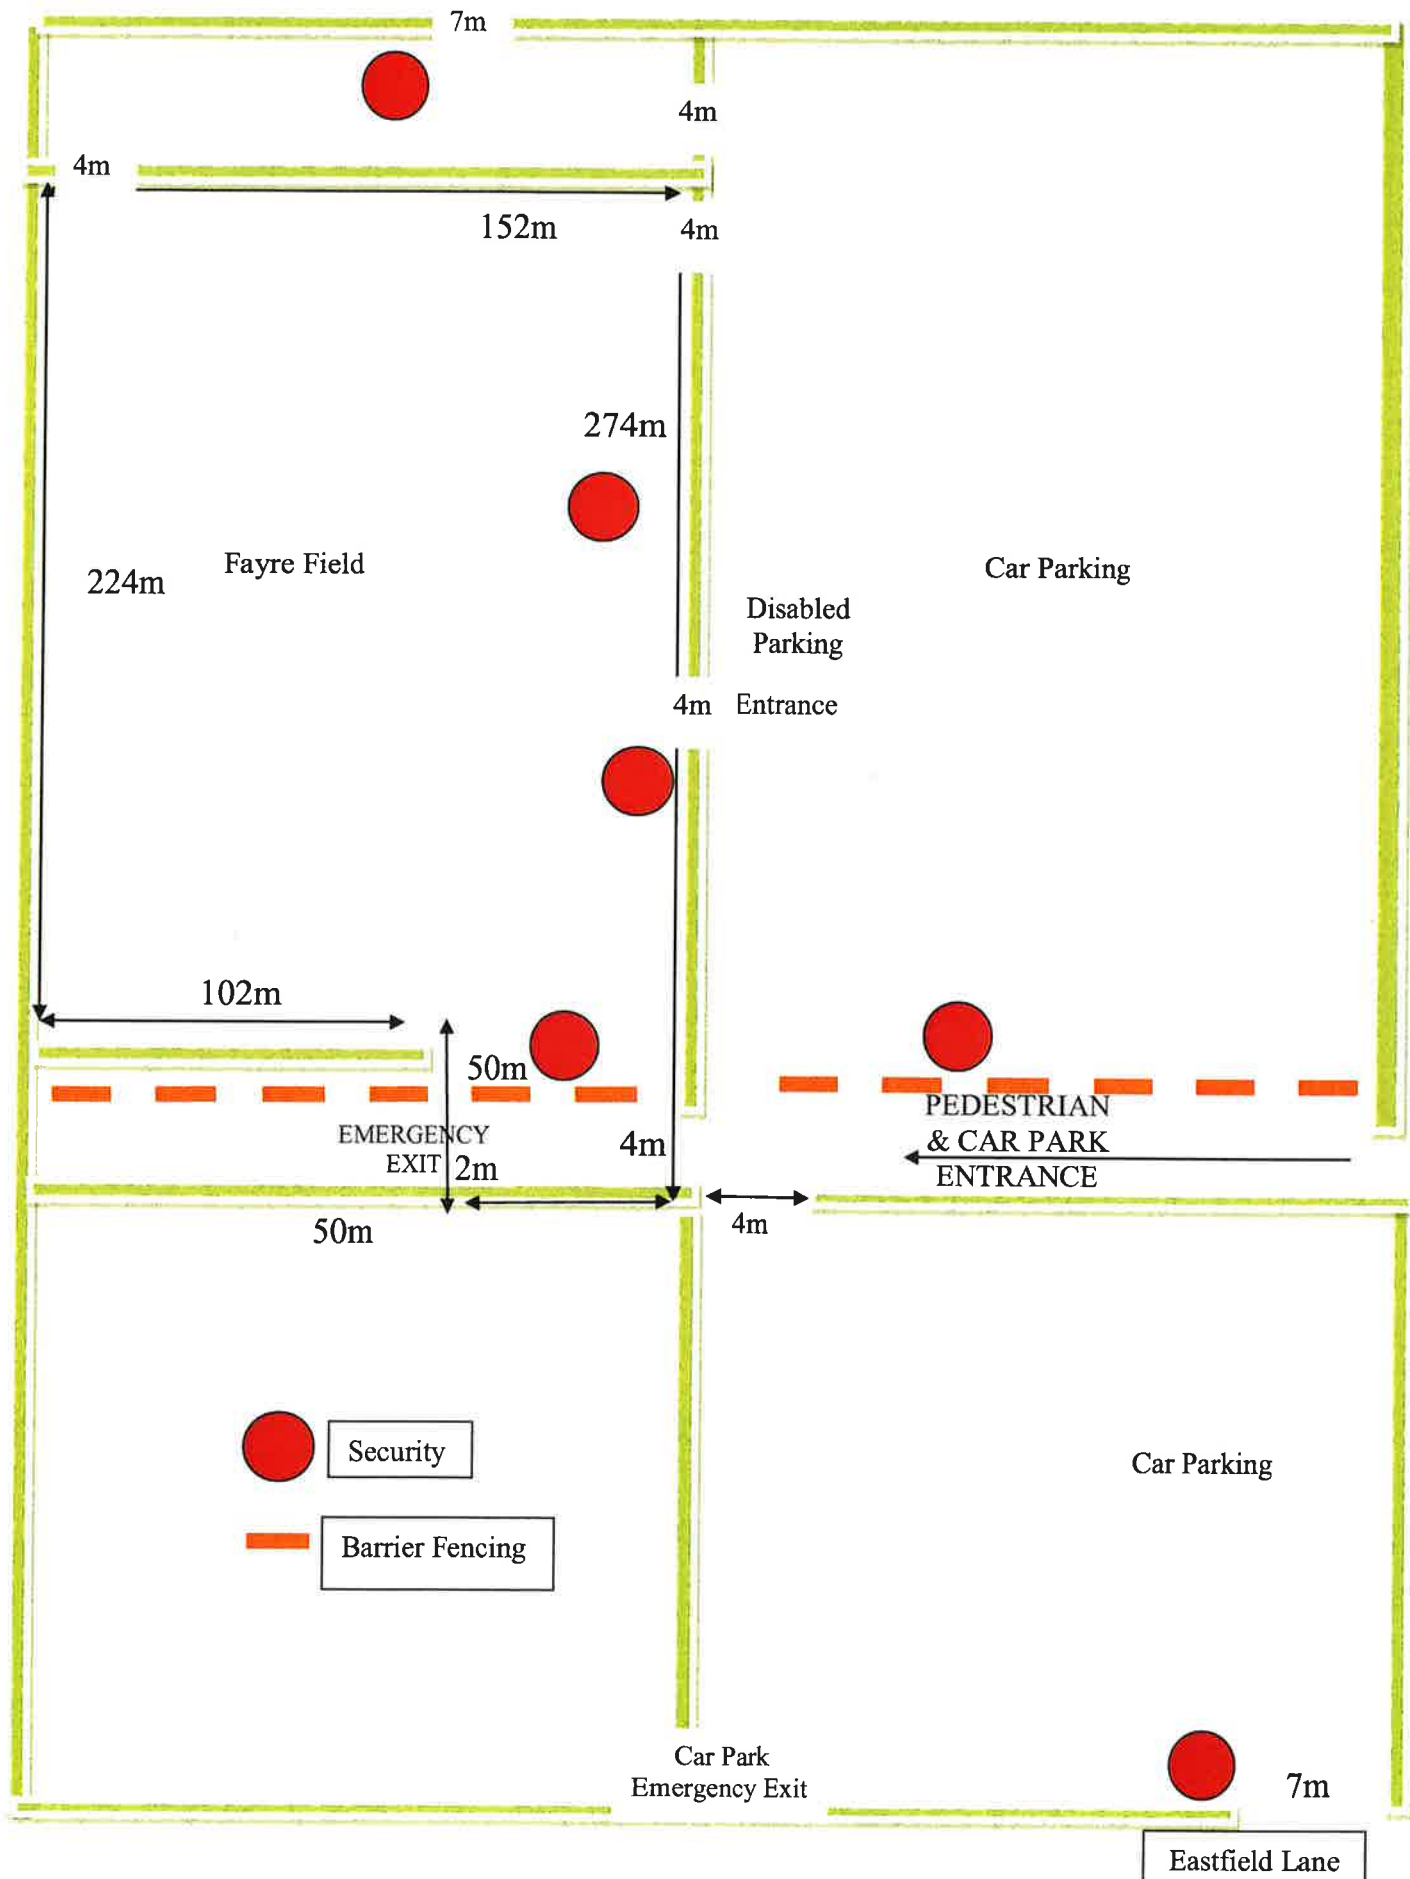 7m
4m
4m
152m
4m
274m
Fayre Field
224m
Car Parking
Disabled
Parking
4m
Entrance
102m
50m
PEDESTRIAN
& CAR PARK
ENTRANCE
EMERGENCY
EXIT
4m
2m
50m
4m
Security
Car Parking
Barrier Fencing
Car Park
Emergency Exit
7m
Eastfield Lane